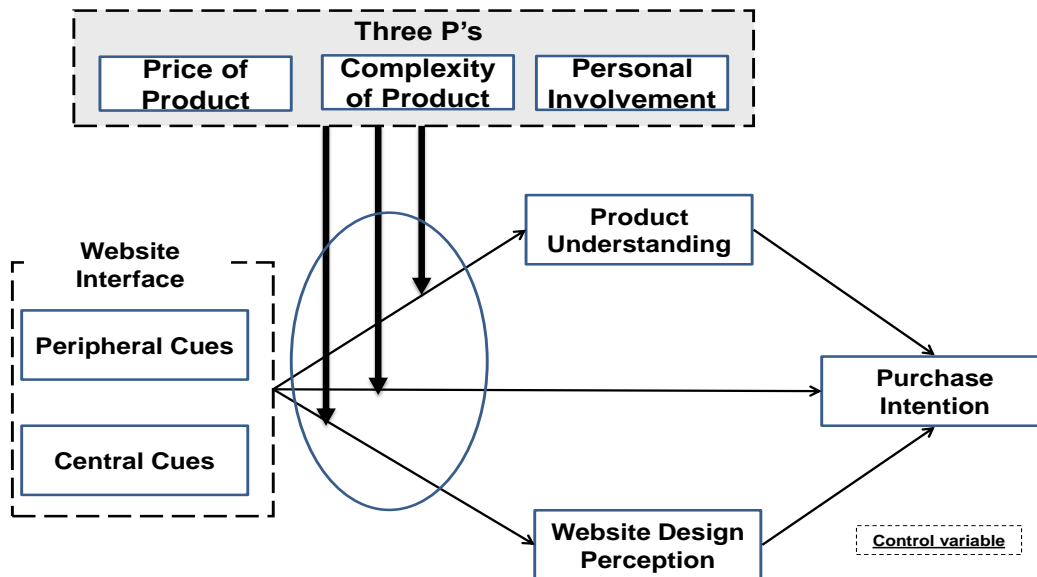 Three P's
Price of
Product
Complexity
of Product
Personal
Involvement
Product
Understanding
Website
Interface
Peripheral Cues
Central Cues
Purchase
Intention
Website Design
Perception
Control variable